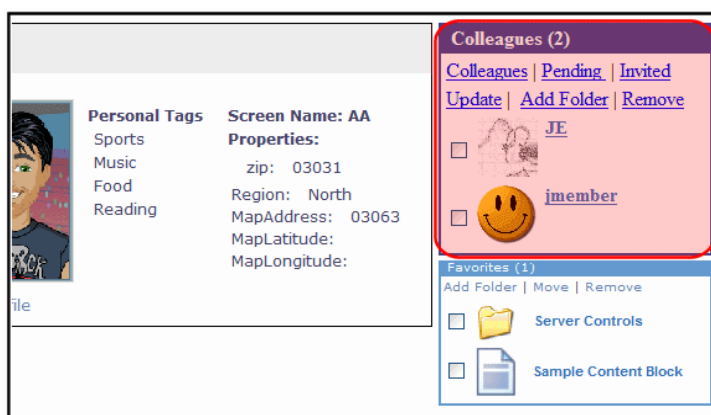 Personal Tags
Sports
Music
Food
Reading
Screen Name: AA
Properties:
zip: 03031
Region: North
MapAddress: 03063
MapLatitude:
MapLongitude:
file
Colleagues (2)
Colleagues | Pending | Invited
Update | Add Folder | Remove
JE
jmember
Favorites (1)
Add Folder | Move | Remove
Server Controls
Sample Content Block